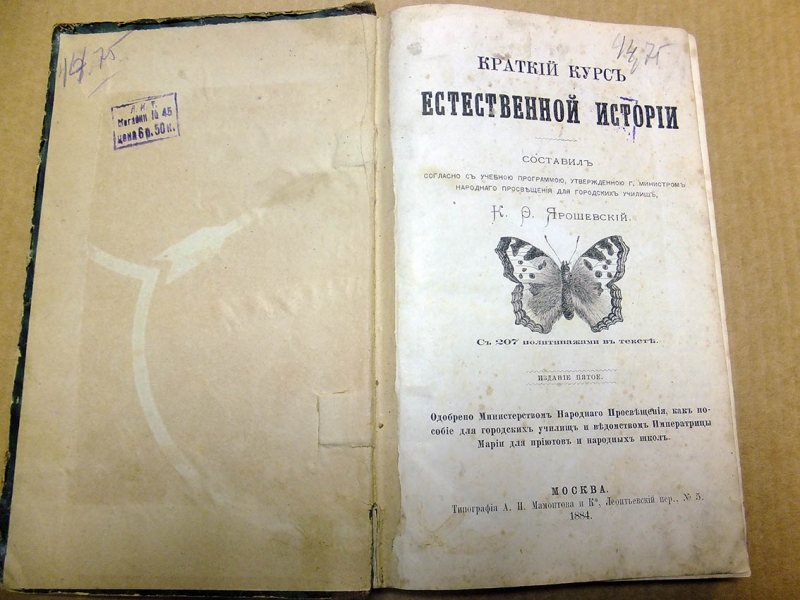 14.75
Л. К. Т.
Магазин № 45
цена 6 р. 50 к.
КРАТКІЙ КУРСЪ
ЕСТЕСТВЕННОЙ ИСТОРІИ
СОСТАВИЛЪ
СОГЛАСНО СЪ УЧЕБНОЮ ПРОГРАММОЮ, УТВЕРЖДЕННОЮ Г. МИНИСТРОМЪ
НАРОДНАГО ПРОСВѢЩЕНІЯ ДЛЯ ГОРОДСКИХЪ УЧИЛИЩЪ,
К. Ѳ. ЯРОШЕВСКІЙ.
Съ 207 политипажами въ текстѣ.
ИЗДАНІЕ ПЯТОЕ.
Одобрено Министерствомъ Народнаго Просвѣщенія, какъ по-
собіе для городскихъ училищъ и вѣдомствомъ Императрицы
Маріи для пріютовъ и народныхъ школъ.
МОСКВА.
Типографія А. И. Мамонтова и Кº, Леонтьевскій пер., № 5.
1884.